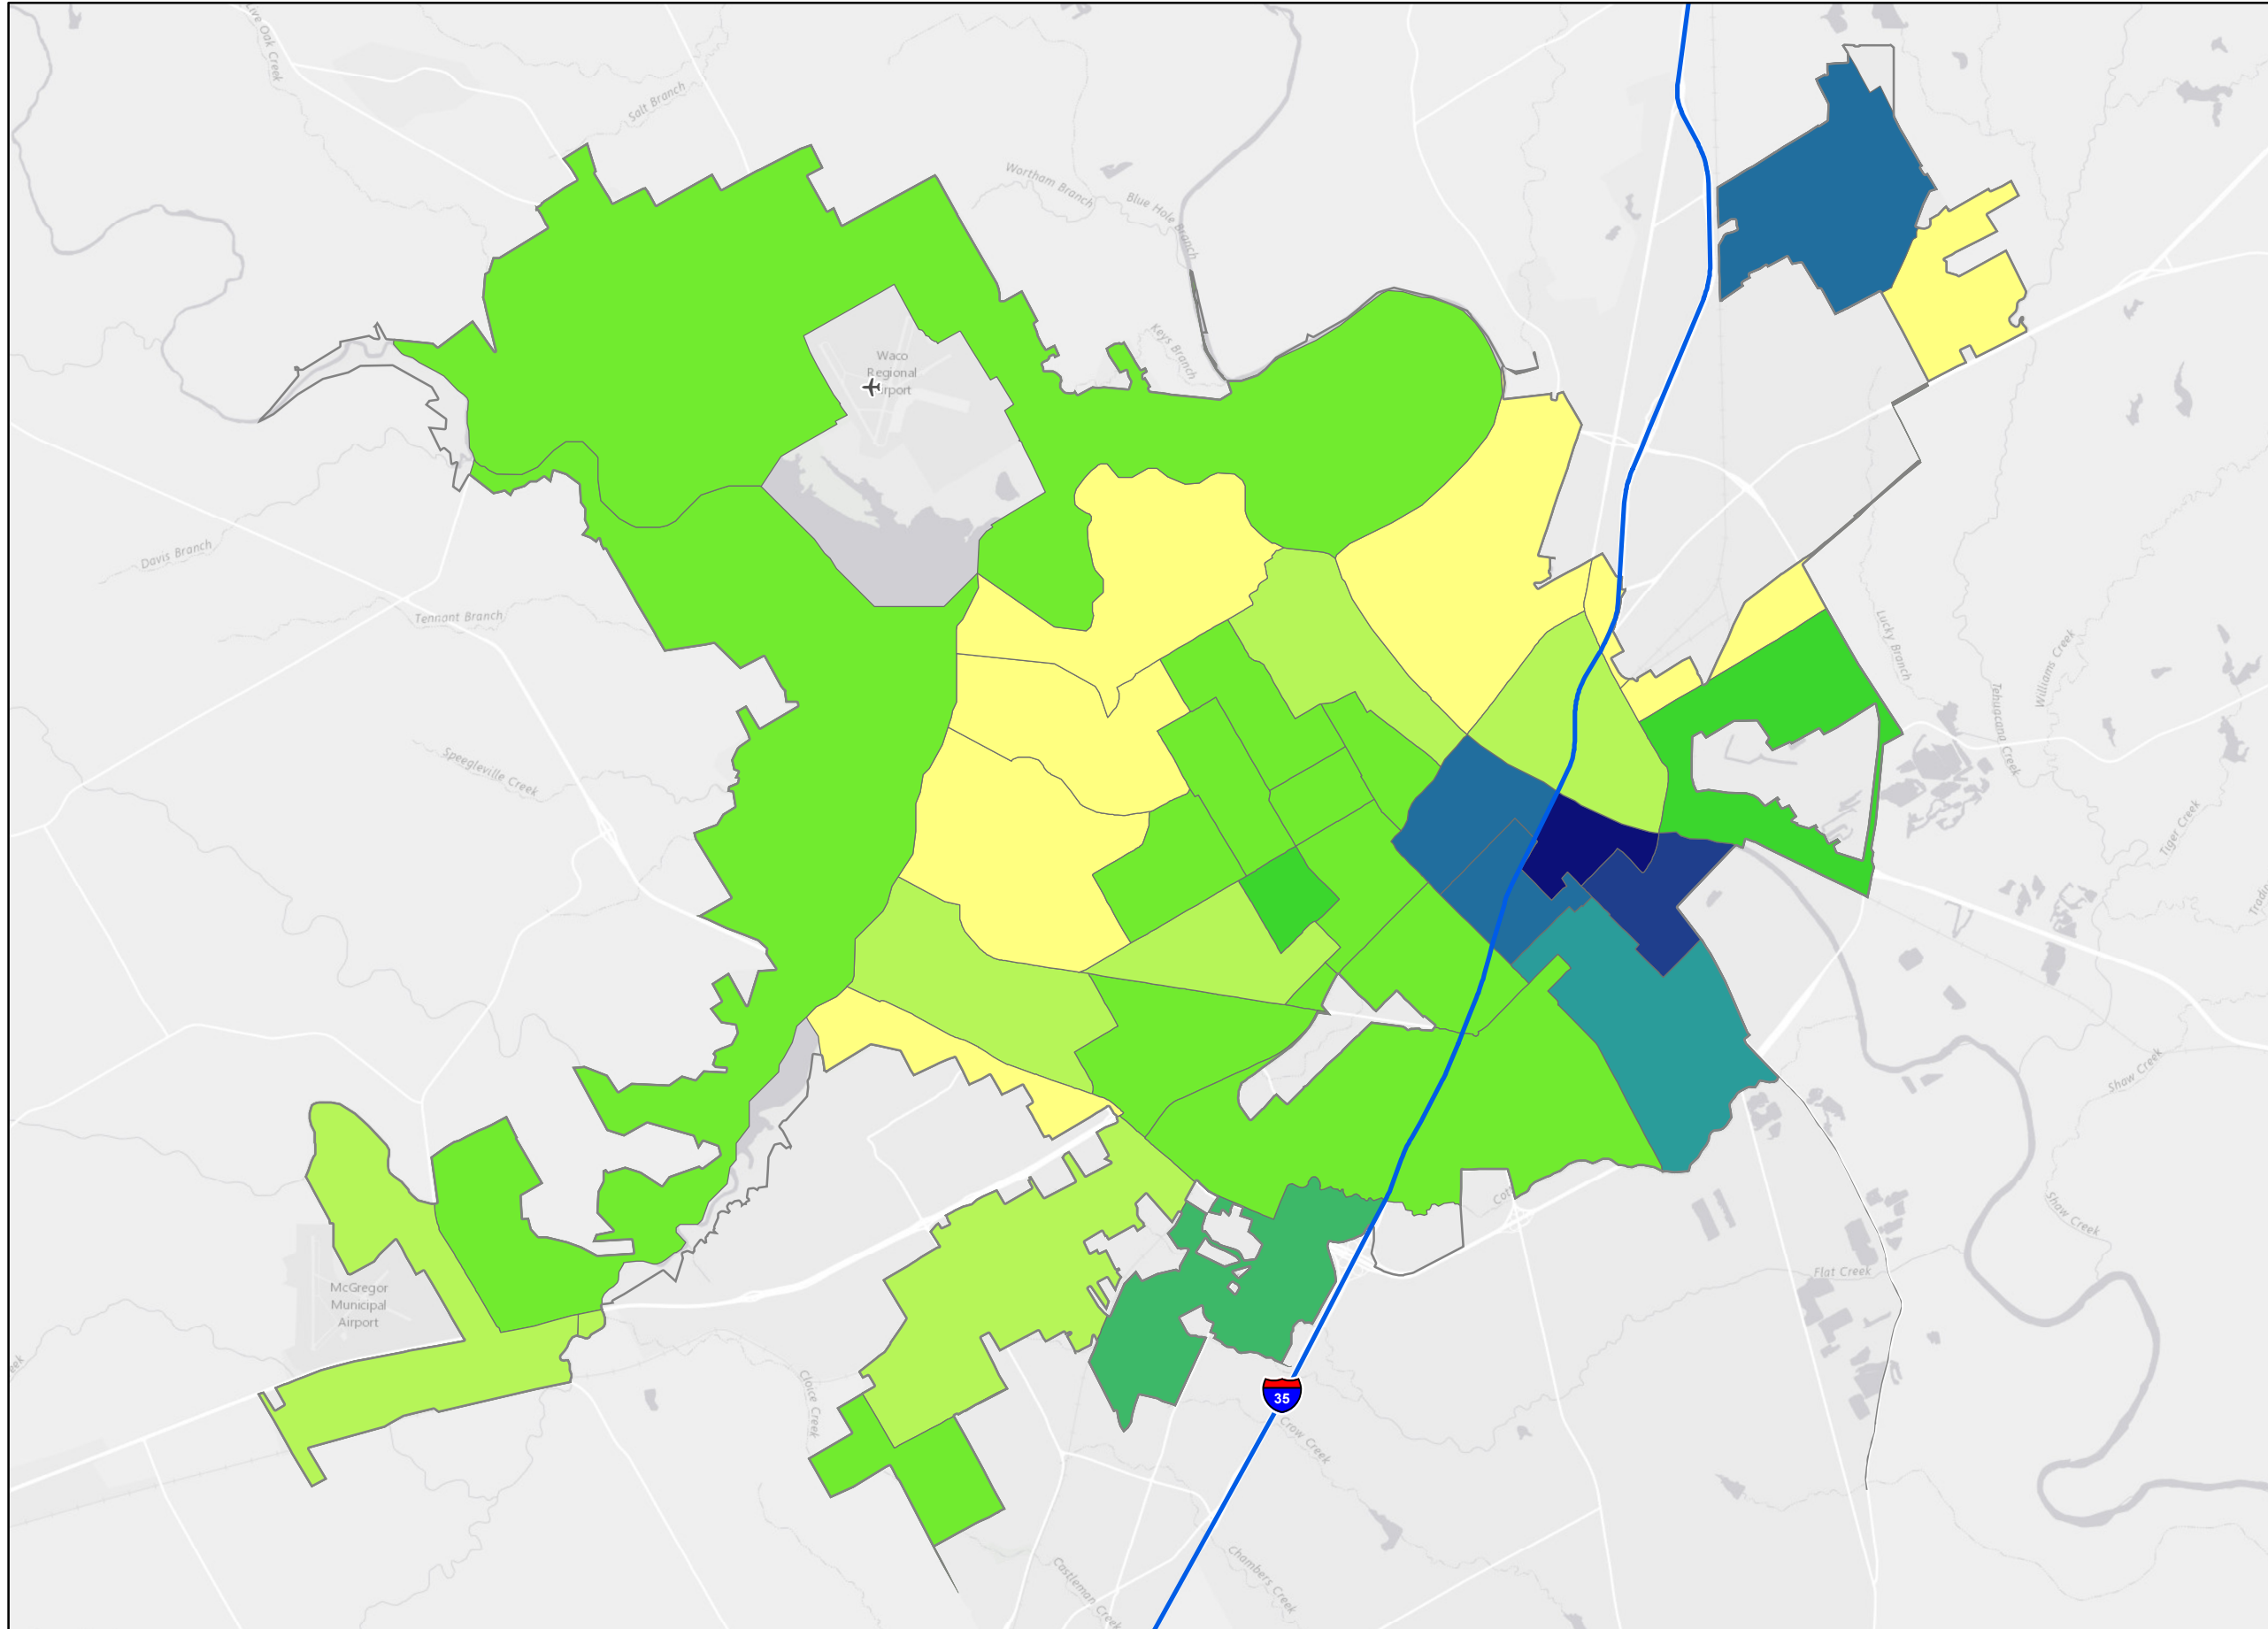 Live Oak Creek
Salt Branch
Wortham Branch
Blue Hole Branch
Keys Branch
Waco
Regional
Airport
Davis Branch
Tennant Branch
Speegleville Creek
Lucky Branch
Williams Creek
Tehuacana Creek
Tiger Creek
Shaw Creek
Shaw Creek
Flat Creek
McGregor
Municipal
Airport
Cloice Creek
35
Crow Creek
Chambers Creek
Castleman Creek